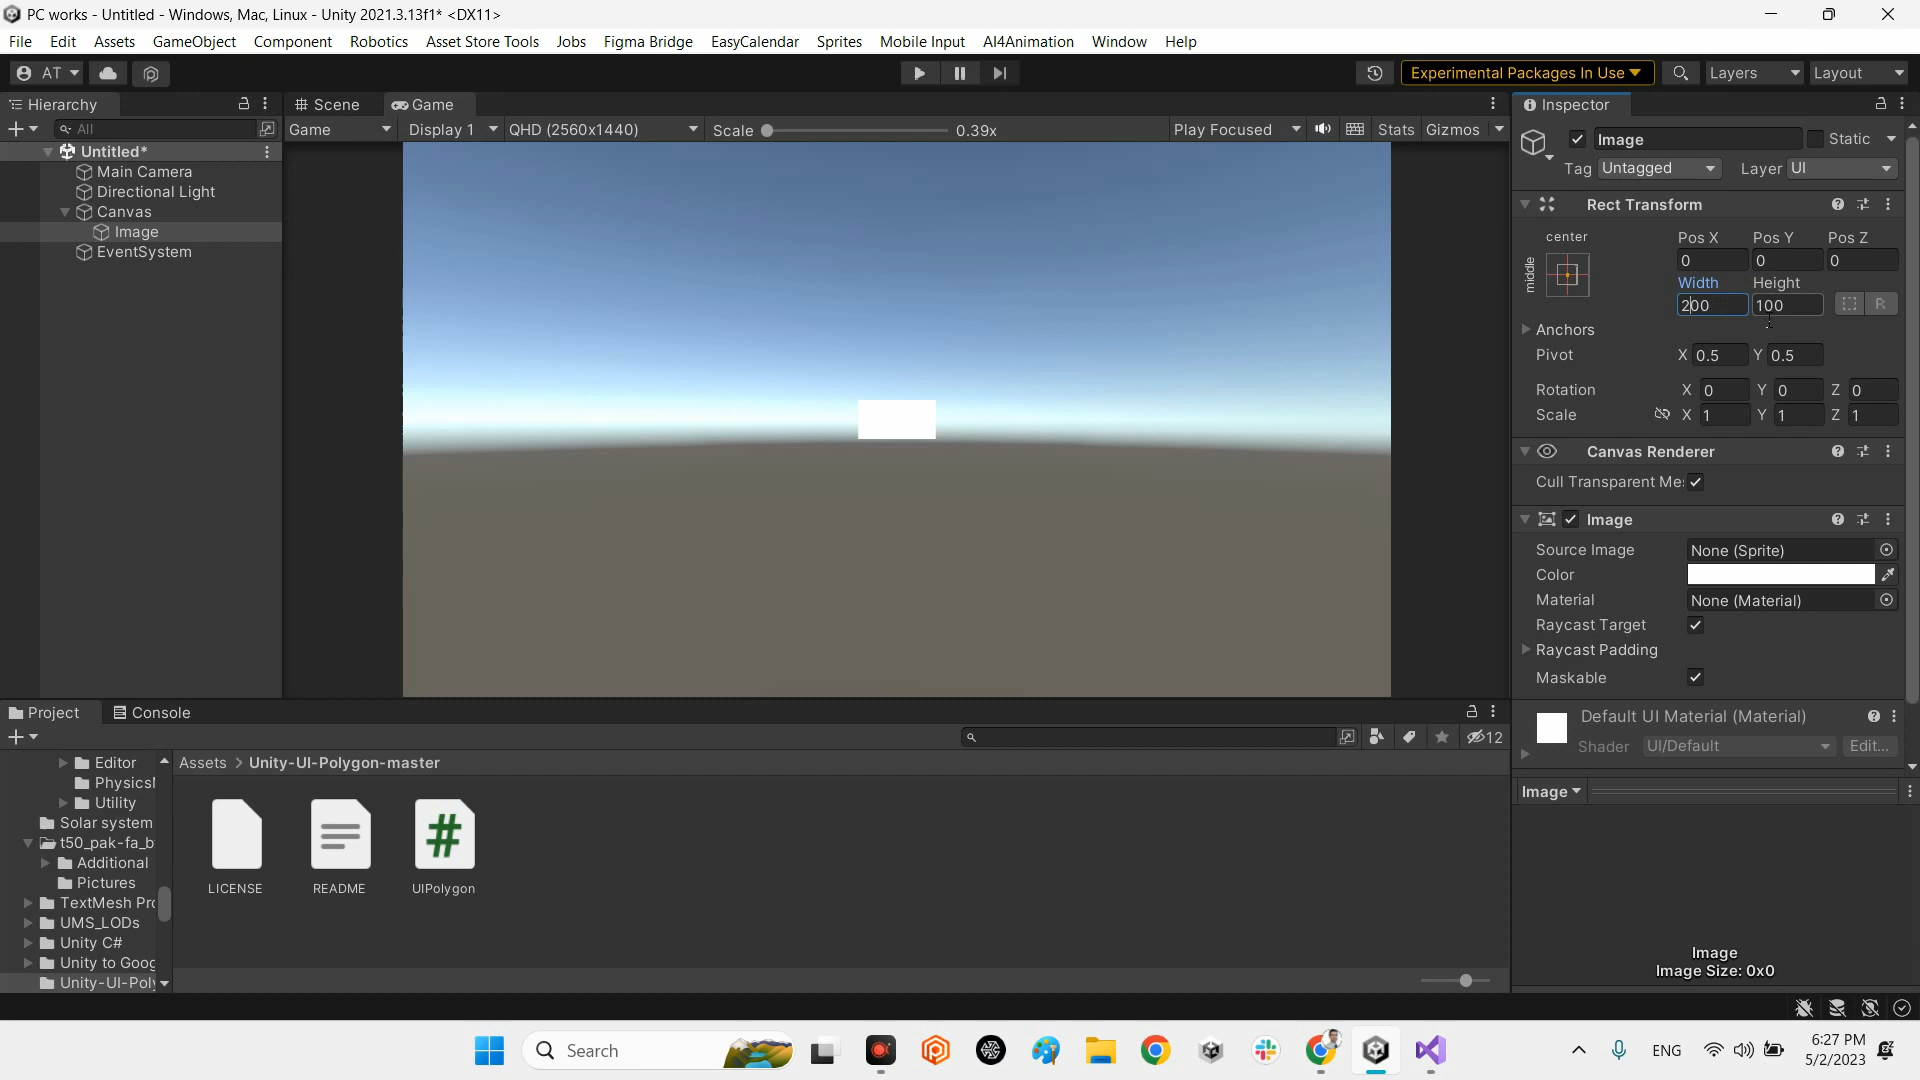 PC works - Untitled - Windows, Mac, Linux - Unity 2021.3.13f1* <DX11>
File Edit Assets GameObject Component Robotics Asset Store Tools Jobs Figma Bridge EasyCalendar Sprites Mobile Input AI4Animation Window Help
AT Experimental Packages In Use Layers Layout
Hierarchy Scene Game Inspector
All Game Display 1 QHD (2560x1440) Scale 0.39x Play Focused Stats Gizmos
Image Static
Tag Untagged Layer UI
Untitled*
Main Camera
Directional Light
Canvas
Image
EventSystem
Rect Transform
center
middle
Pos X Pos Y Pos Z
0 0 0
Width Height
200 100 R
Anchors
Pivot X 0.5 Y 0.5
Rotation X 0 Y 0 Z 0
Scale X 1 Y 1 Z 1
Canvas Renderer
Cull Transparent Me
Image
Source Image None (Sprite)
Color
Material None (Material)
Raycast Target
Raycast Padding
Maskable
Default UI Material (Material)
Shader UI/Default Edit...
Image
Image
Image Size: 0x0
Project Console
12
Editor
Physics
Utility
Solar system
t50_pak-fa_b
Additional
Pictures
TextMesh Pr
UMS_LODs
Unity C#
Unity to Goog
Unity-UI-Poly
Assets > Unity-UI-Polygon-master
LICENSE README UIPolygon
#
Search
ENG
6:27 PM
5/2/2023